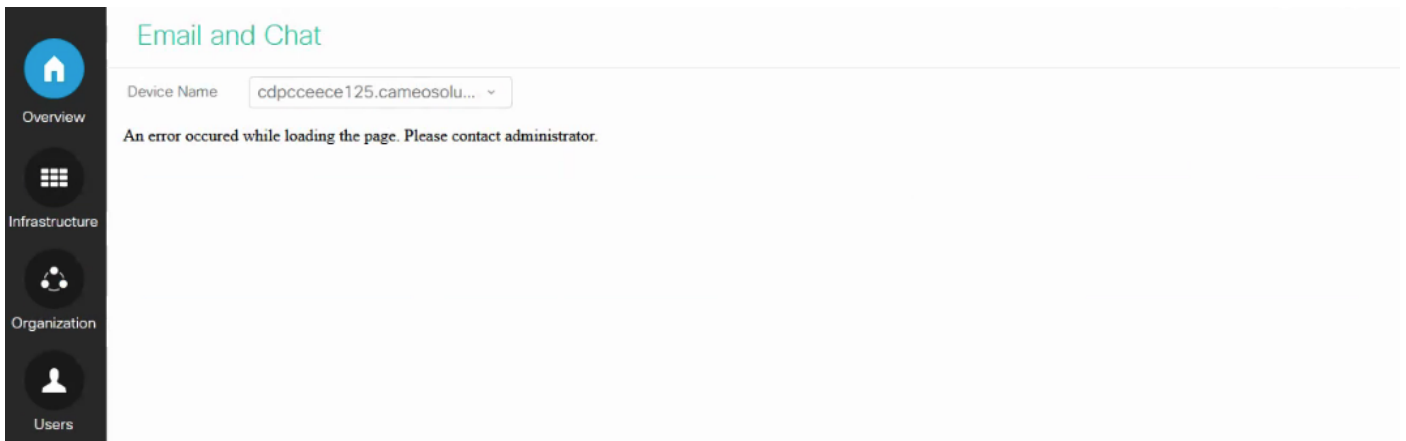 Email and Chat
Device Name cdpcceece125.cameosolu...
An error occured while loading the page. Please contact administrator.
Overview
Infrastructure
Organization
Users